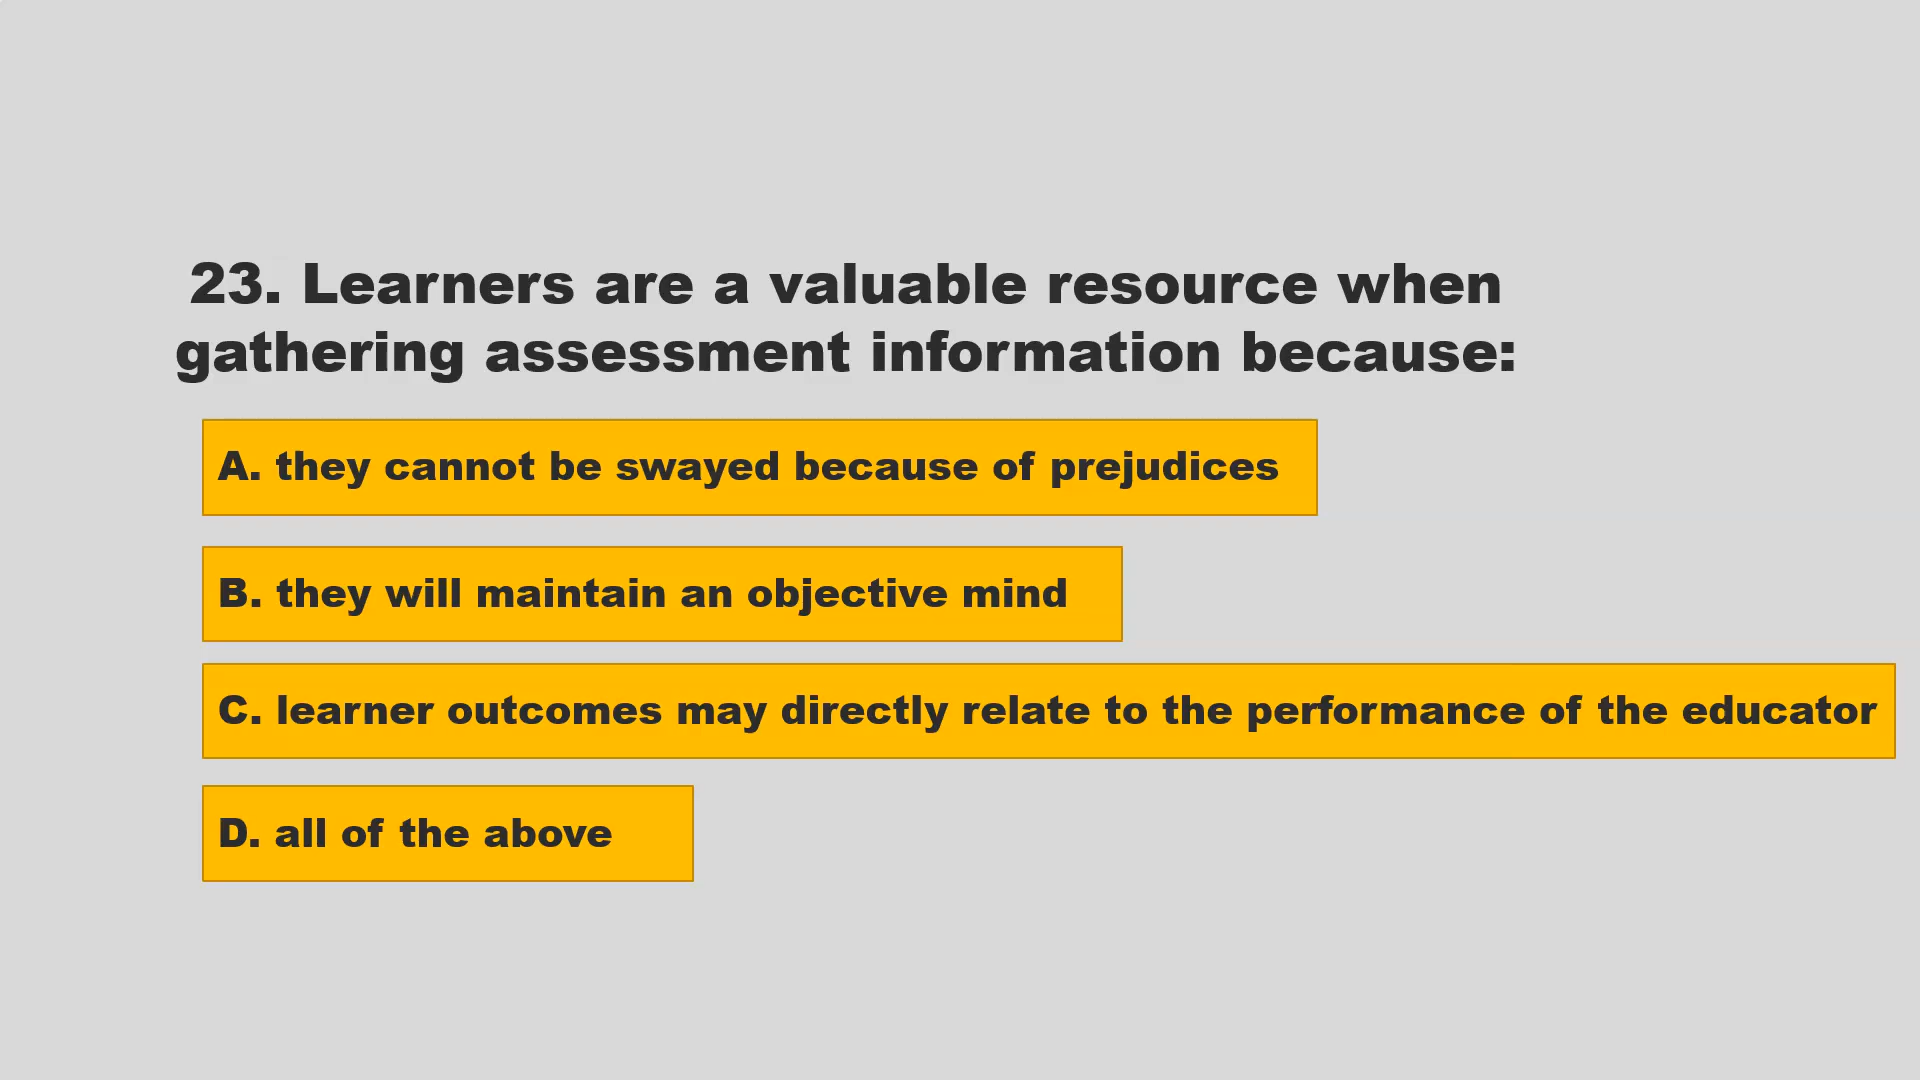 23. Learners are a valuable resource when
gathering assessment information because:
A. they cannot be swayed because of prejudices
B. they will maintain an objective mind
C. learner outcomes may directly relate to the performance of the educator
D. all of the above